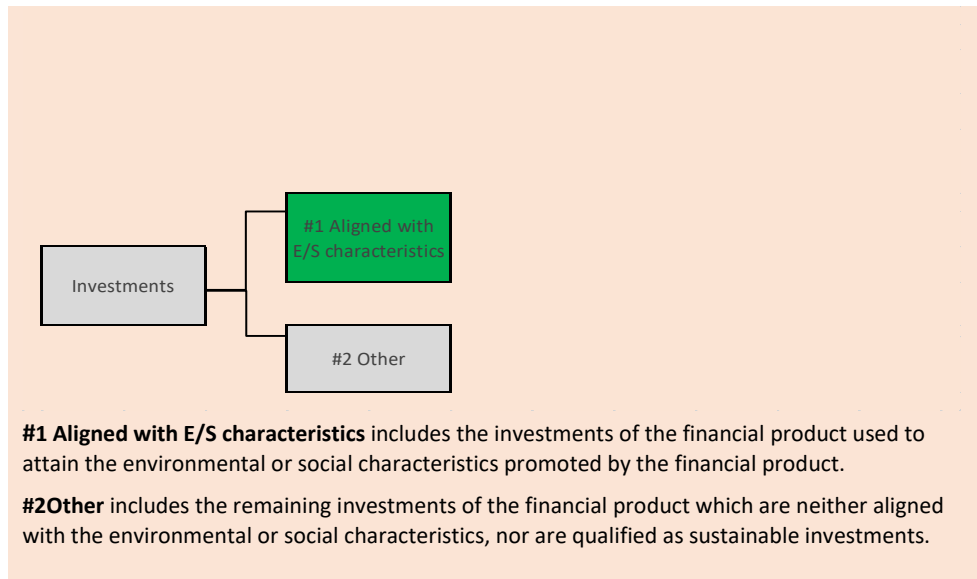 #1 Aligned with
E/S characteristics
Investments
#2 Other
#1 Aligned with E/S characteristics includes the investments of the financial product used to
attain the environmental or social characteristics promoted by the financial product.
#2Other includes the remaining investments of the financial product which are neither aligned
with the environmental or social characteristics, nor are qualified as sustainable investments.